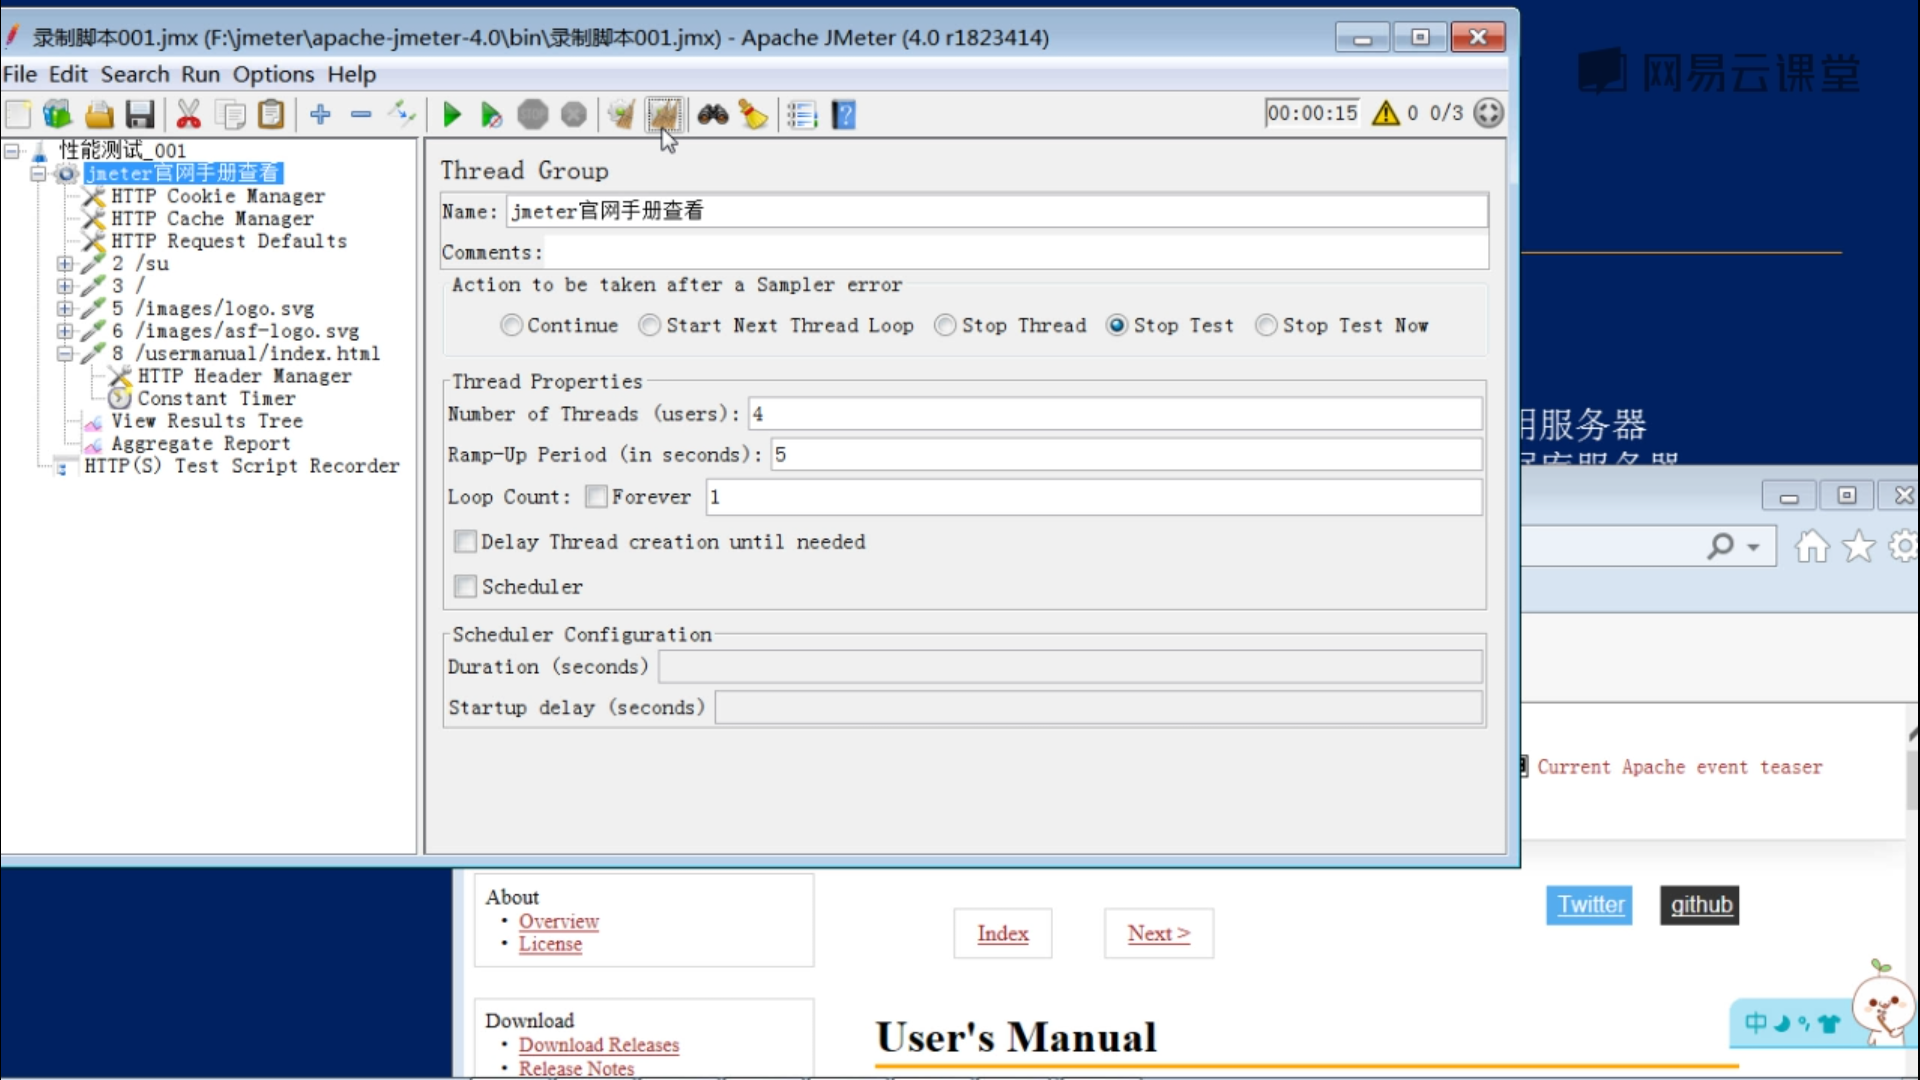 录制脚本001.jmx (F:\jmeter\apache-jmeter-4.0\bin\录制脚本001.jmx) - Apache JMeter (4.0 r1823414)
File Edit Search Run Options Help
网易云课堂
STOP
00:00:15 0 0/3
性能测试_001
jmeter官网手册查看
HTTP Cookie Manager
HTTP Cache Manager
HTTP Request Defaults
2 /su
3 /
5 /images/logo.svg
6 /images/asf-logo.svg
8 /usermanual/index.html
HTTP Header Manager
Constant Timer
View Results Tree
Aggregate Report
HTTP(S) Test Script Recorder
Thread Group
Name: jmeter官网手册查看
Comments:
Action to be taken after a Sampler error
Continue Start Next Thread Loop Stop Thread Stop Test Stop Test Now
Thread Properties
Number of Threads (users): 4
Ramp-Up Period (in seconds): 5
Loop Count: Forever 1
Delay Thread creation until needed
Scheduler
Scheduler Configuration
Duration (seconds)
Startup delay (seconds)
用服务器
Current Apache event teaser
Twitter github
About
• Overview
• License
Index Next >
Download
• Download Releases
• Release Notes
User's Manual
中